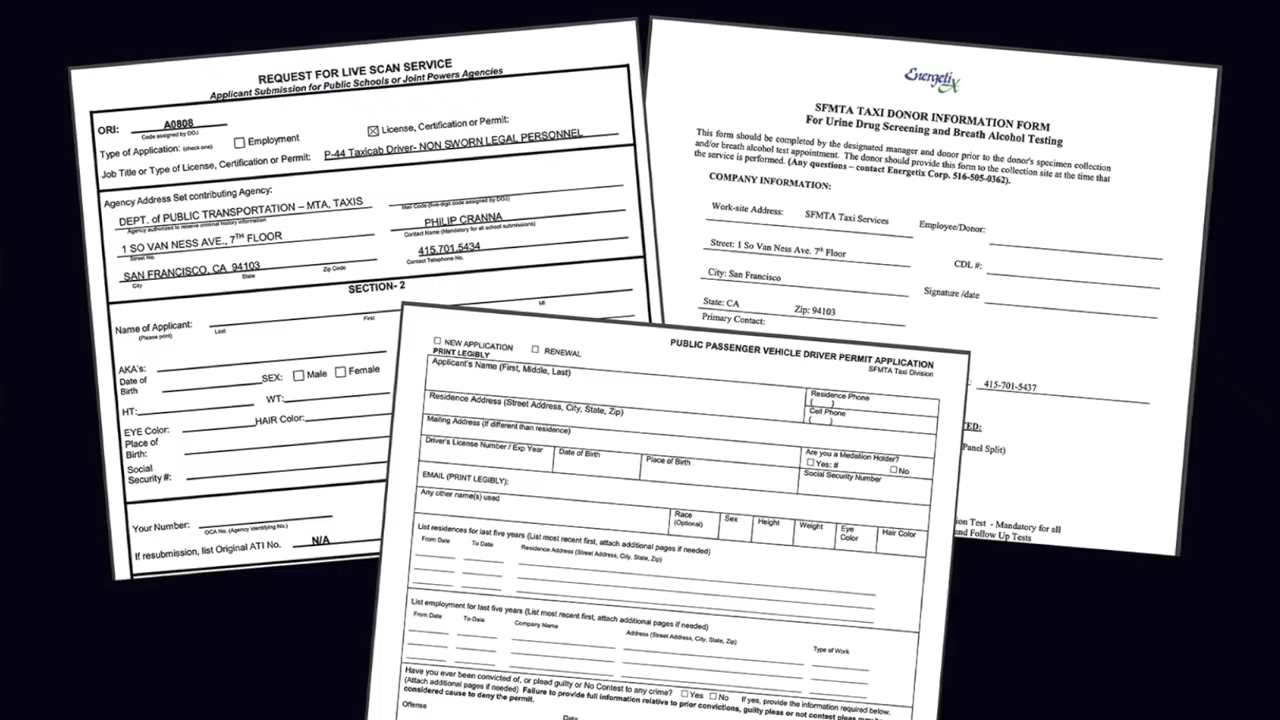 REQUEST FOR LIVE SCAN SERVICE
Applicant Submission for Public Schools or Joint Powers Agencies
ORI: A0808
Code assigned by DOJ
Type of Application: (check one) Employment License, Certification or Permit:
Job Title or Type of License, Certification or Permit: P-44 Taxicab Driver- NON SWORN LEGAL PERSONNEL
Agency Address Set contributing Agency:
DEPT. of PUBLIC TRANSPORTATION – MTA, TAXIS
Agency authorized to receive criminal history information
Mail Code (five-digit code assigned by DOJ)
1 SO VAN NESS AVE., 7TH FLOOR
Street No.
PHILIP CRANNA
Contact Name (Mandatory for all school submissions)
SAN FRANCISCO, CA 94103
City State Zip Code
415.701.5434
Contact Telephone No.
SECTION- 2
Name of Applicant:
(Please print) Last First MI
AKA's:
Date of Birth SEX: Male Female
HT: WT:
EYE Color: HAIR Color:
Place of
Birth:
Social
Security #:
Your Number:
OCA No. (Agency Identifying No.)
If resubmission, list Original ATI No. N/A
Energetix
SFMTA TAXI DONOR INFORMATION FORM
For Urine Drug Screening and Breath Alcohol Testing
This form should be completed by the designated manager and donor prior to the donor's specimen collection
and/or breath alcohol test appointment. The donor should provide this form to the collection site at the time that
the service is performed. (Any questions – contact Energetix Corp. 516-505-0362).
COMPANY INFORMATION:
Work-site Address: SFMTA Taxi Services
Employee/Donor:
Street: 1 So Van Ness Ave. 7th Floor
CDL #:
City: San Francisco
Signature /date
State: CA Zip: 94103
Primary Contact:
415-701-5437
TED:
Panel Split)
ion Test - Mandatory for all
and Follow Up Tests
NEW APPLICATION RENEWAL
PRINT LEGIBLY
PUBLIC PASSENGER VEHICLE DRIVER PERMIT APPLICATION
SFMTA Taxi Division
Applicant's Name (First, Middle, Last)
Residence Phone
( )
Residence Address (Street Address, City, State, Zip)
Cell Phone
( )
Mailing Address (If different than residence)
Driver's License Number / Exp Year Date of Birth Place of Birth
Are you a Medallion Holder?
Yes: # No
Social Security Number
EMAIL (PRINT LEGIBLY):
Any other name(s) used
Race (Optional) Sex Height Weight Eye Color Hair Color
List residences for last five years (List most recent first, attach additional pages if needed)
From Date To Date Residence Address (Street Address, City, State, Zip)
List employment for last five years (List most recent first, attach additional pages if needed)
From Date To Date Company Name Address (Street Address, City, State, Zip) Type of Work
Have you ever been convicted of, or plead guilty or No Contest to any crime? Yes No If yes, provide the information required below.
(Attach additional pages if needed) Failure to provide full information relative to prior convictions, guilty pleas or not contest pleas may be
considered cause to deny the permit.
Offense Date